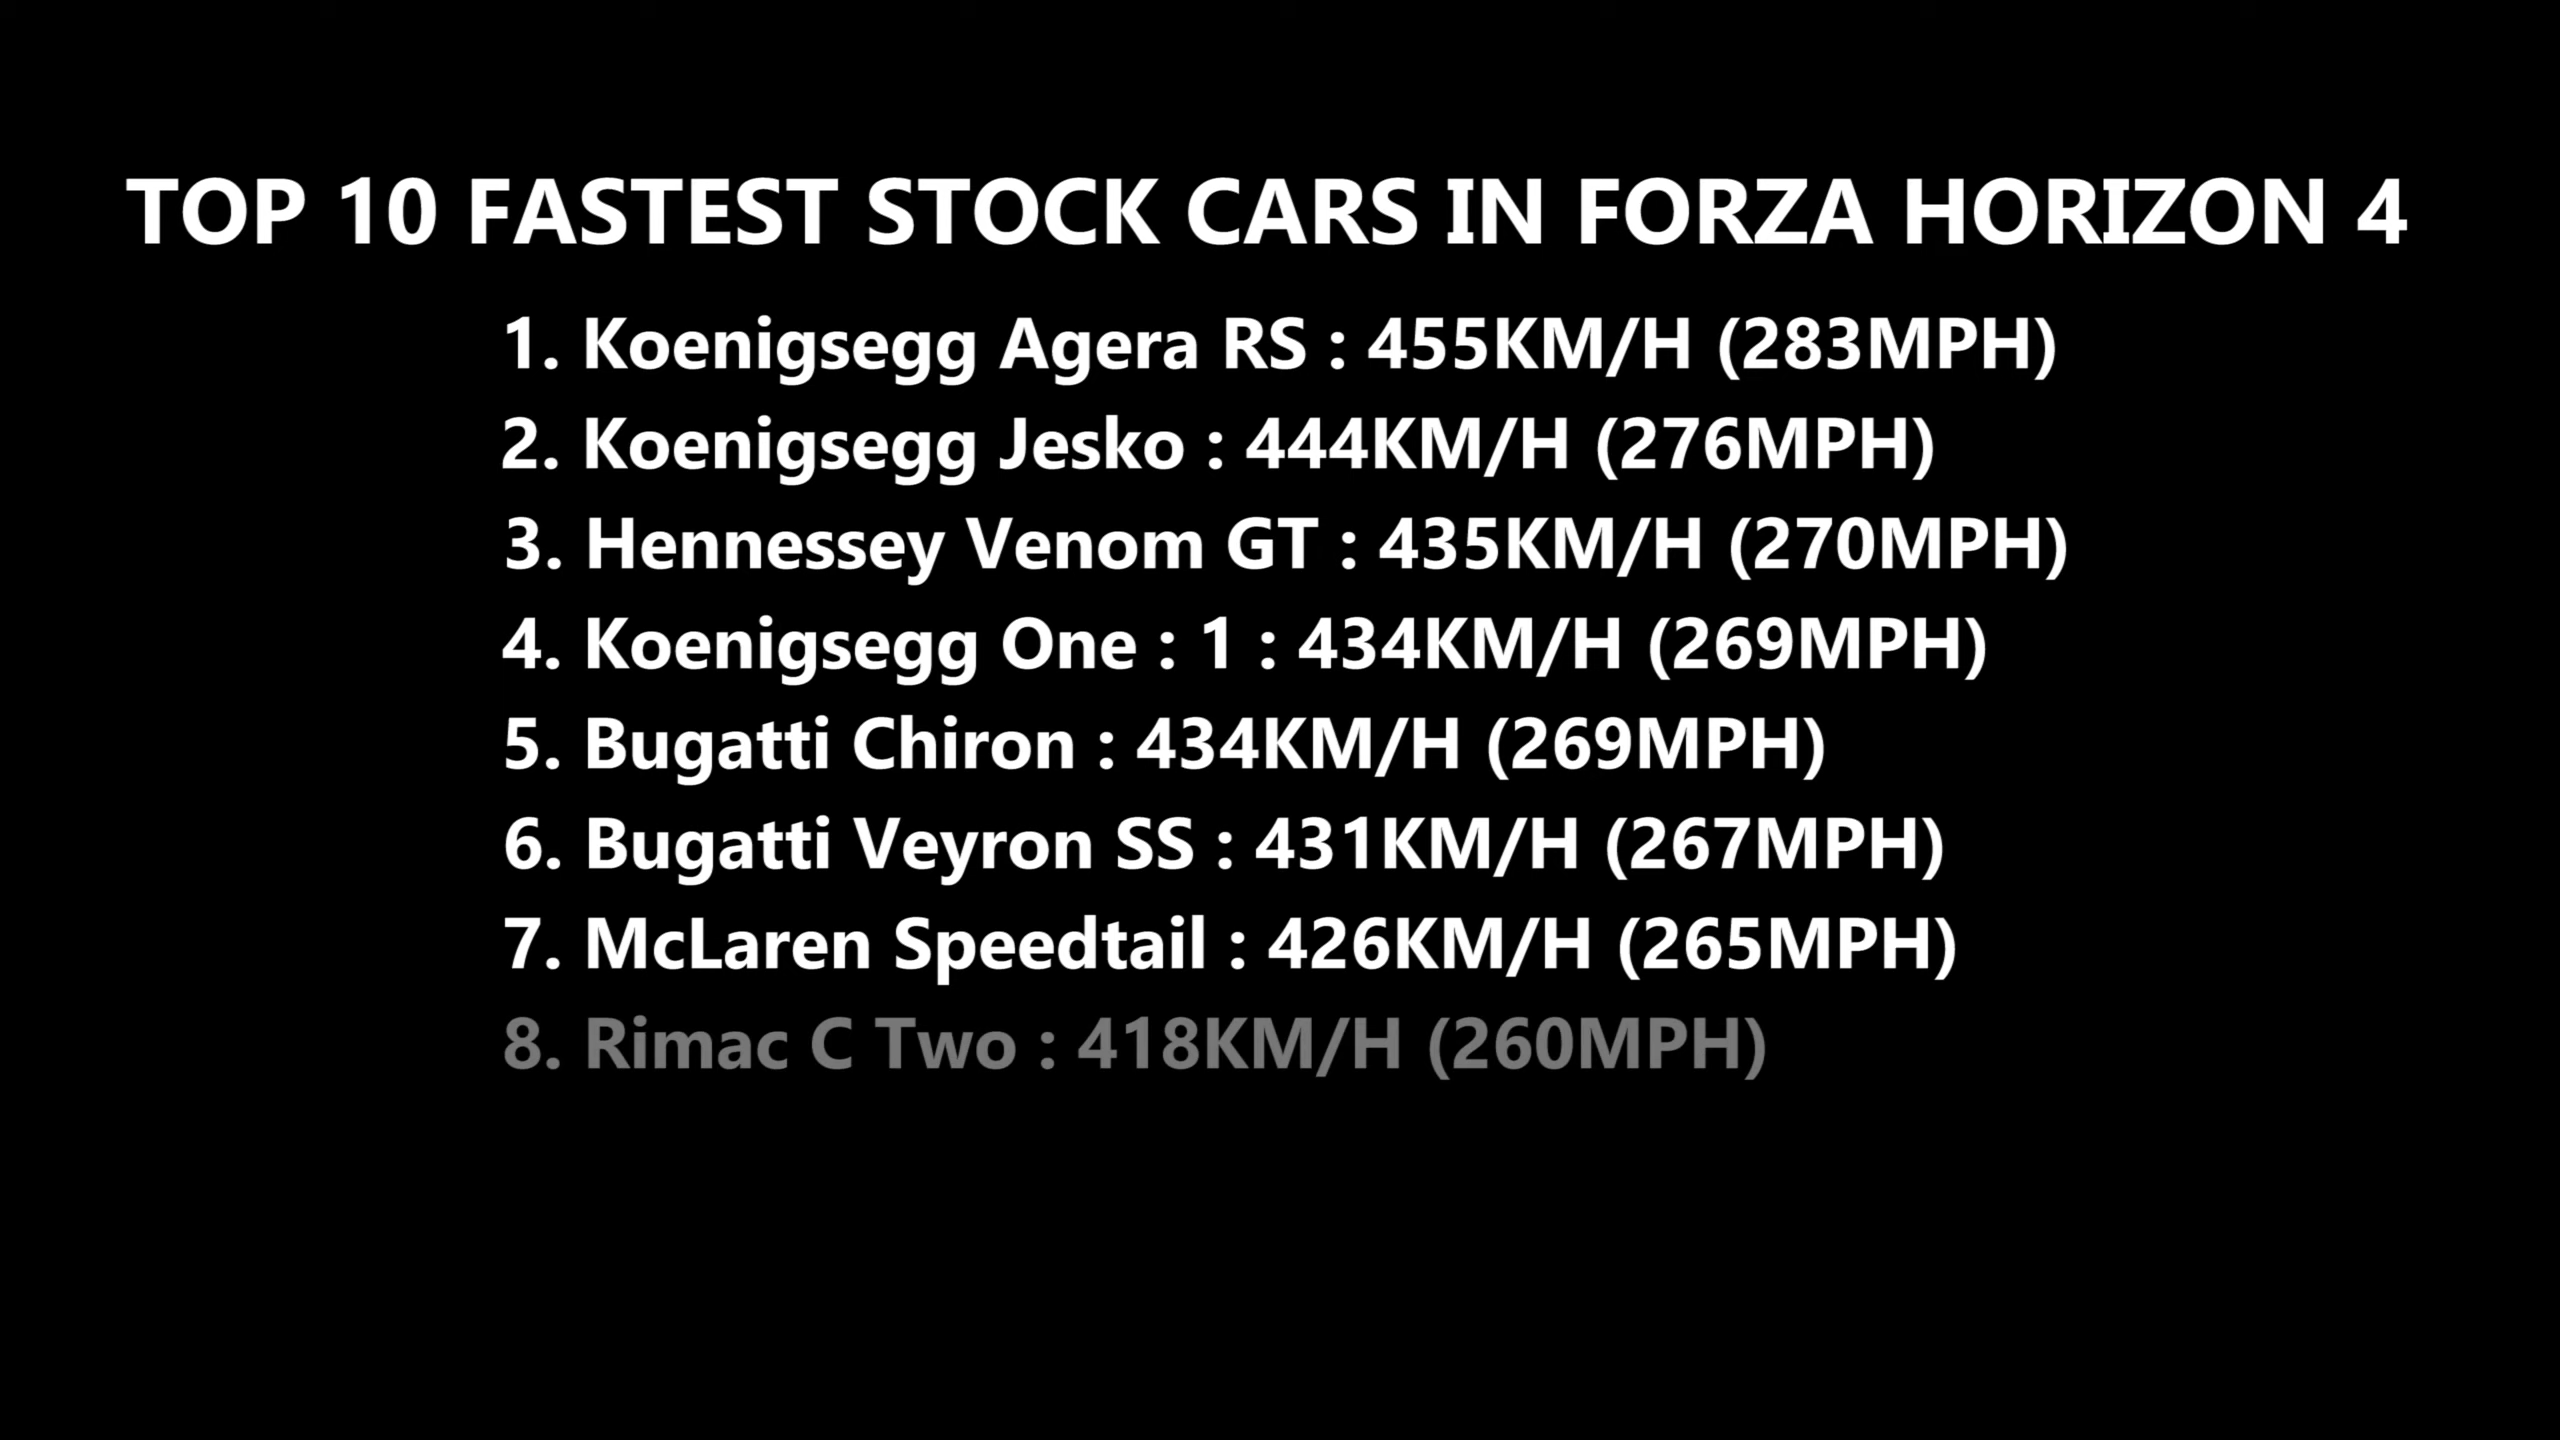 TOP 10 FASTEST STOCK CARS IN FORZA HORIZON 4
1. Koenigsegg Agera RS : 455KM/H (283MPH)
2. Koenigsegg Jesko : 444KM/H (276MPH)
3. Hennessey Venom GT : 435KM/H (270MPH)
4. Koenigsegg One : 1 : 434KM/H (269MPH)
5. Bugatti Chiron : 434KM/H (269MPH)
6. Bugatti Veyron SS : 431KM/H (267MPH)
7. McLaren Speedtail : 426KM/H (265MPH)
8. Rimac C Two : 418KM/H (260MPH)